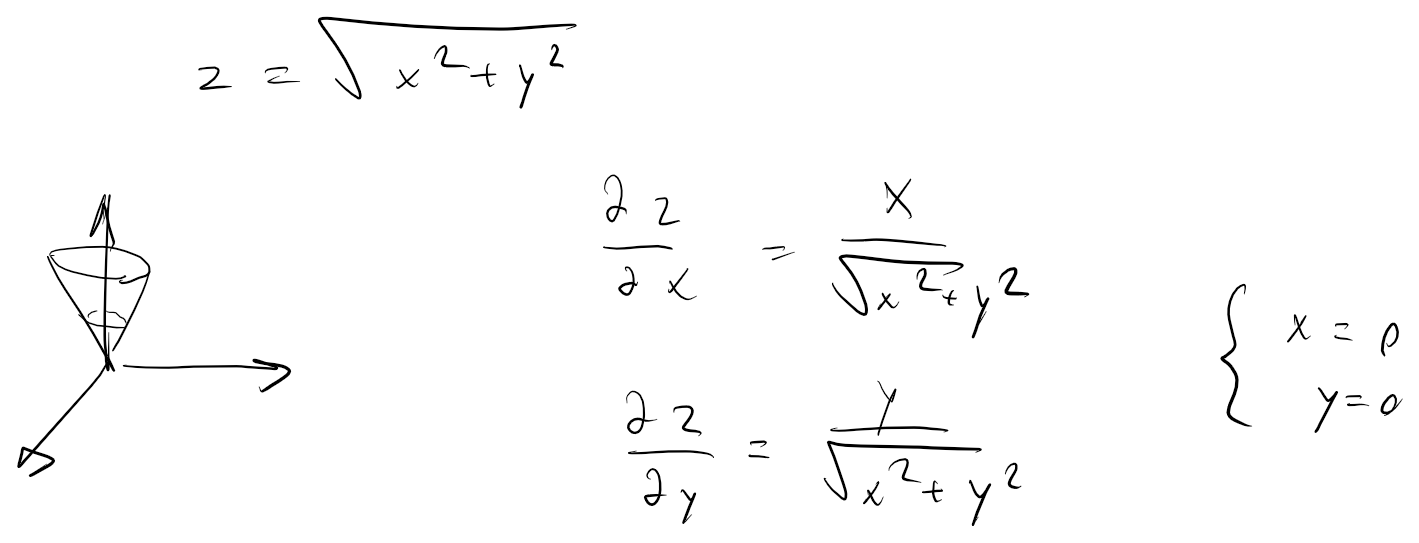 z = √(x² + y²)
∂z/∂x = x/√(x² + y²)
∂z/∂y = y/√(x² + y²)
{ x = 0
y = 0